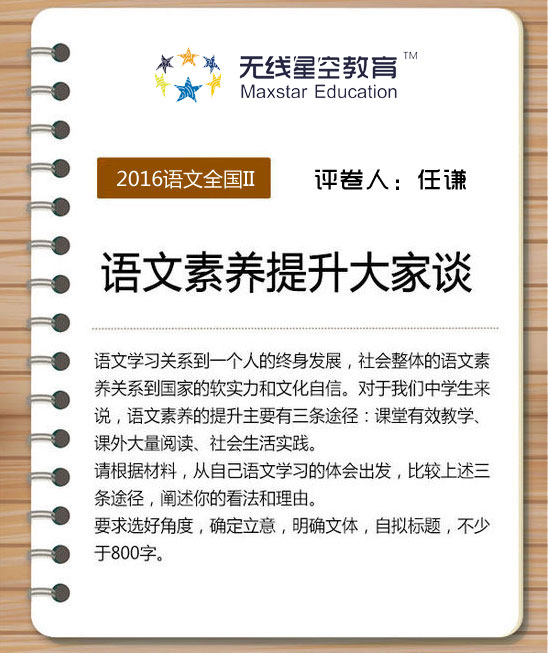 无线星空教育™
Maxstar Education
2016语文全国II
评卷人：任谦
语文素养提升大家谈
语文学习关系到一个人的终身发展，社会整体的语文素
养关系到国家的软实力和文化自信。对于我们中学生来
说，语文素养的提升主要有三条途径：课堂有效教学、
课外大量阅读、社会生活实践。
请根据材料，从自己语文学习的体会出发，比较上述三
条途径，阐述你的看法和理由。
要求选好角度，确定立意，明确文体，自拟标题，不少
于800字。